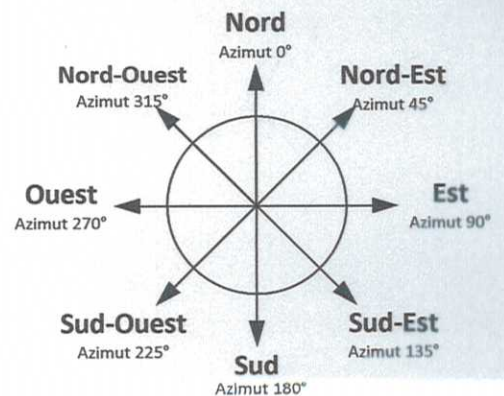 Nord
Azimut 0°
Nord-Ouest
Azimut 315°
Nord-Est
Azimut 45°
Ouest
Azimut 270°
Est
Azimut 90°
Sud-Ouest
Azimut 225°
Sud-Est
Azimut 135°
Sud
Azimut 180°